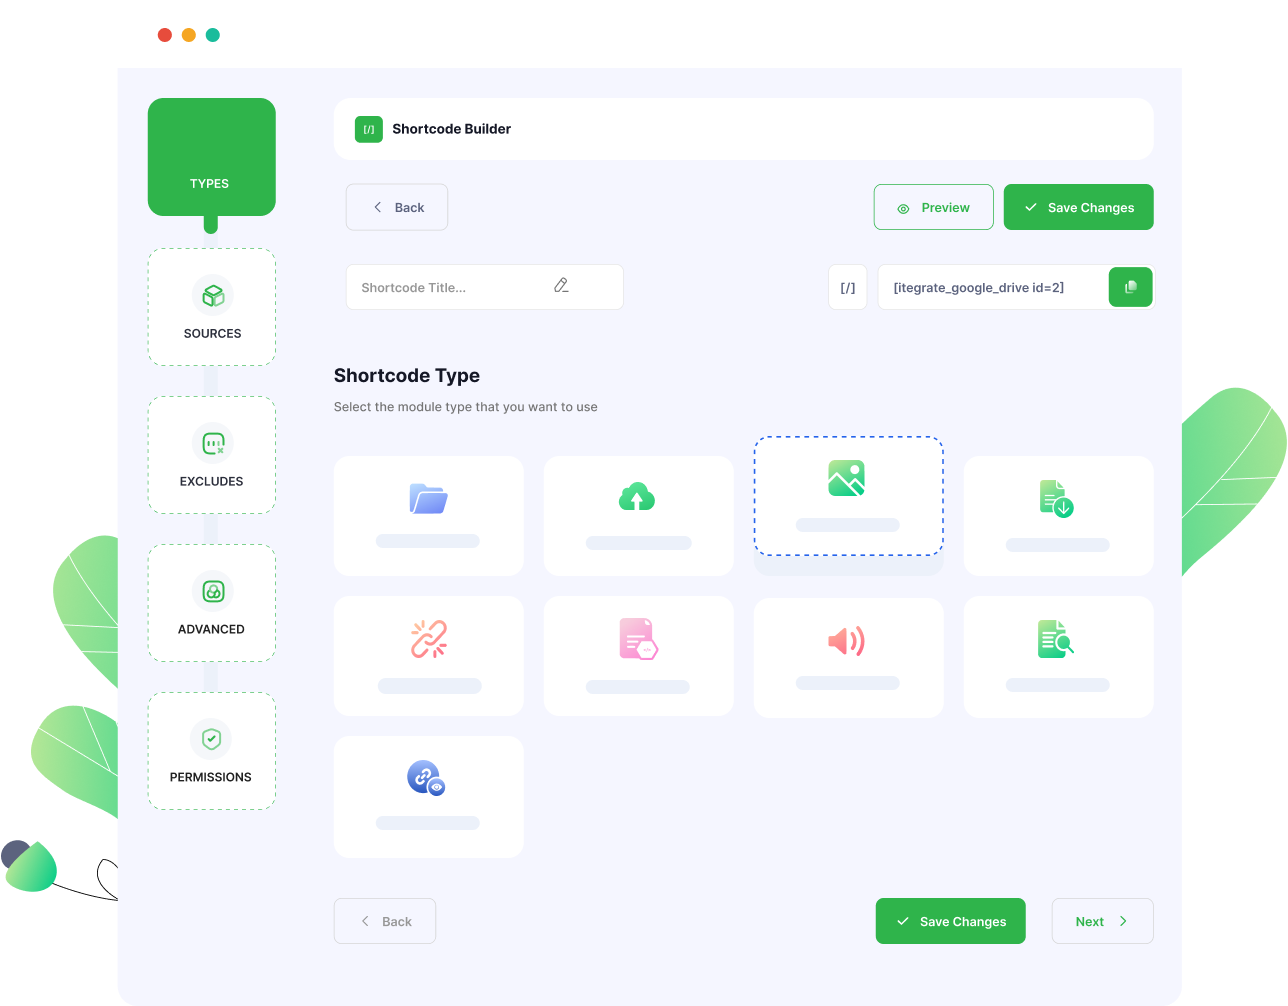 TYPES
SOURCES
EXCLUDES
ADVANCED
PERMISSIONS
[/] Shortcode Builder
Back
Preview
Save Changes
Shortcode Title...
[/]
[itegrate_google_drive id=2]
Shortcode Type
Select the module type that you want to use
</>
Back
Save Changes
Next